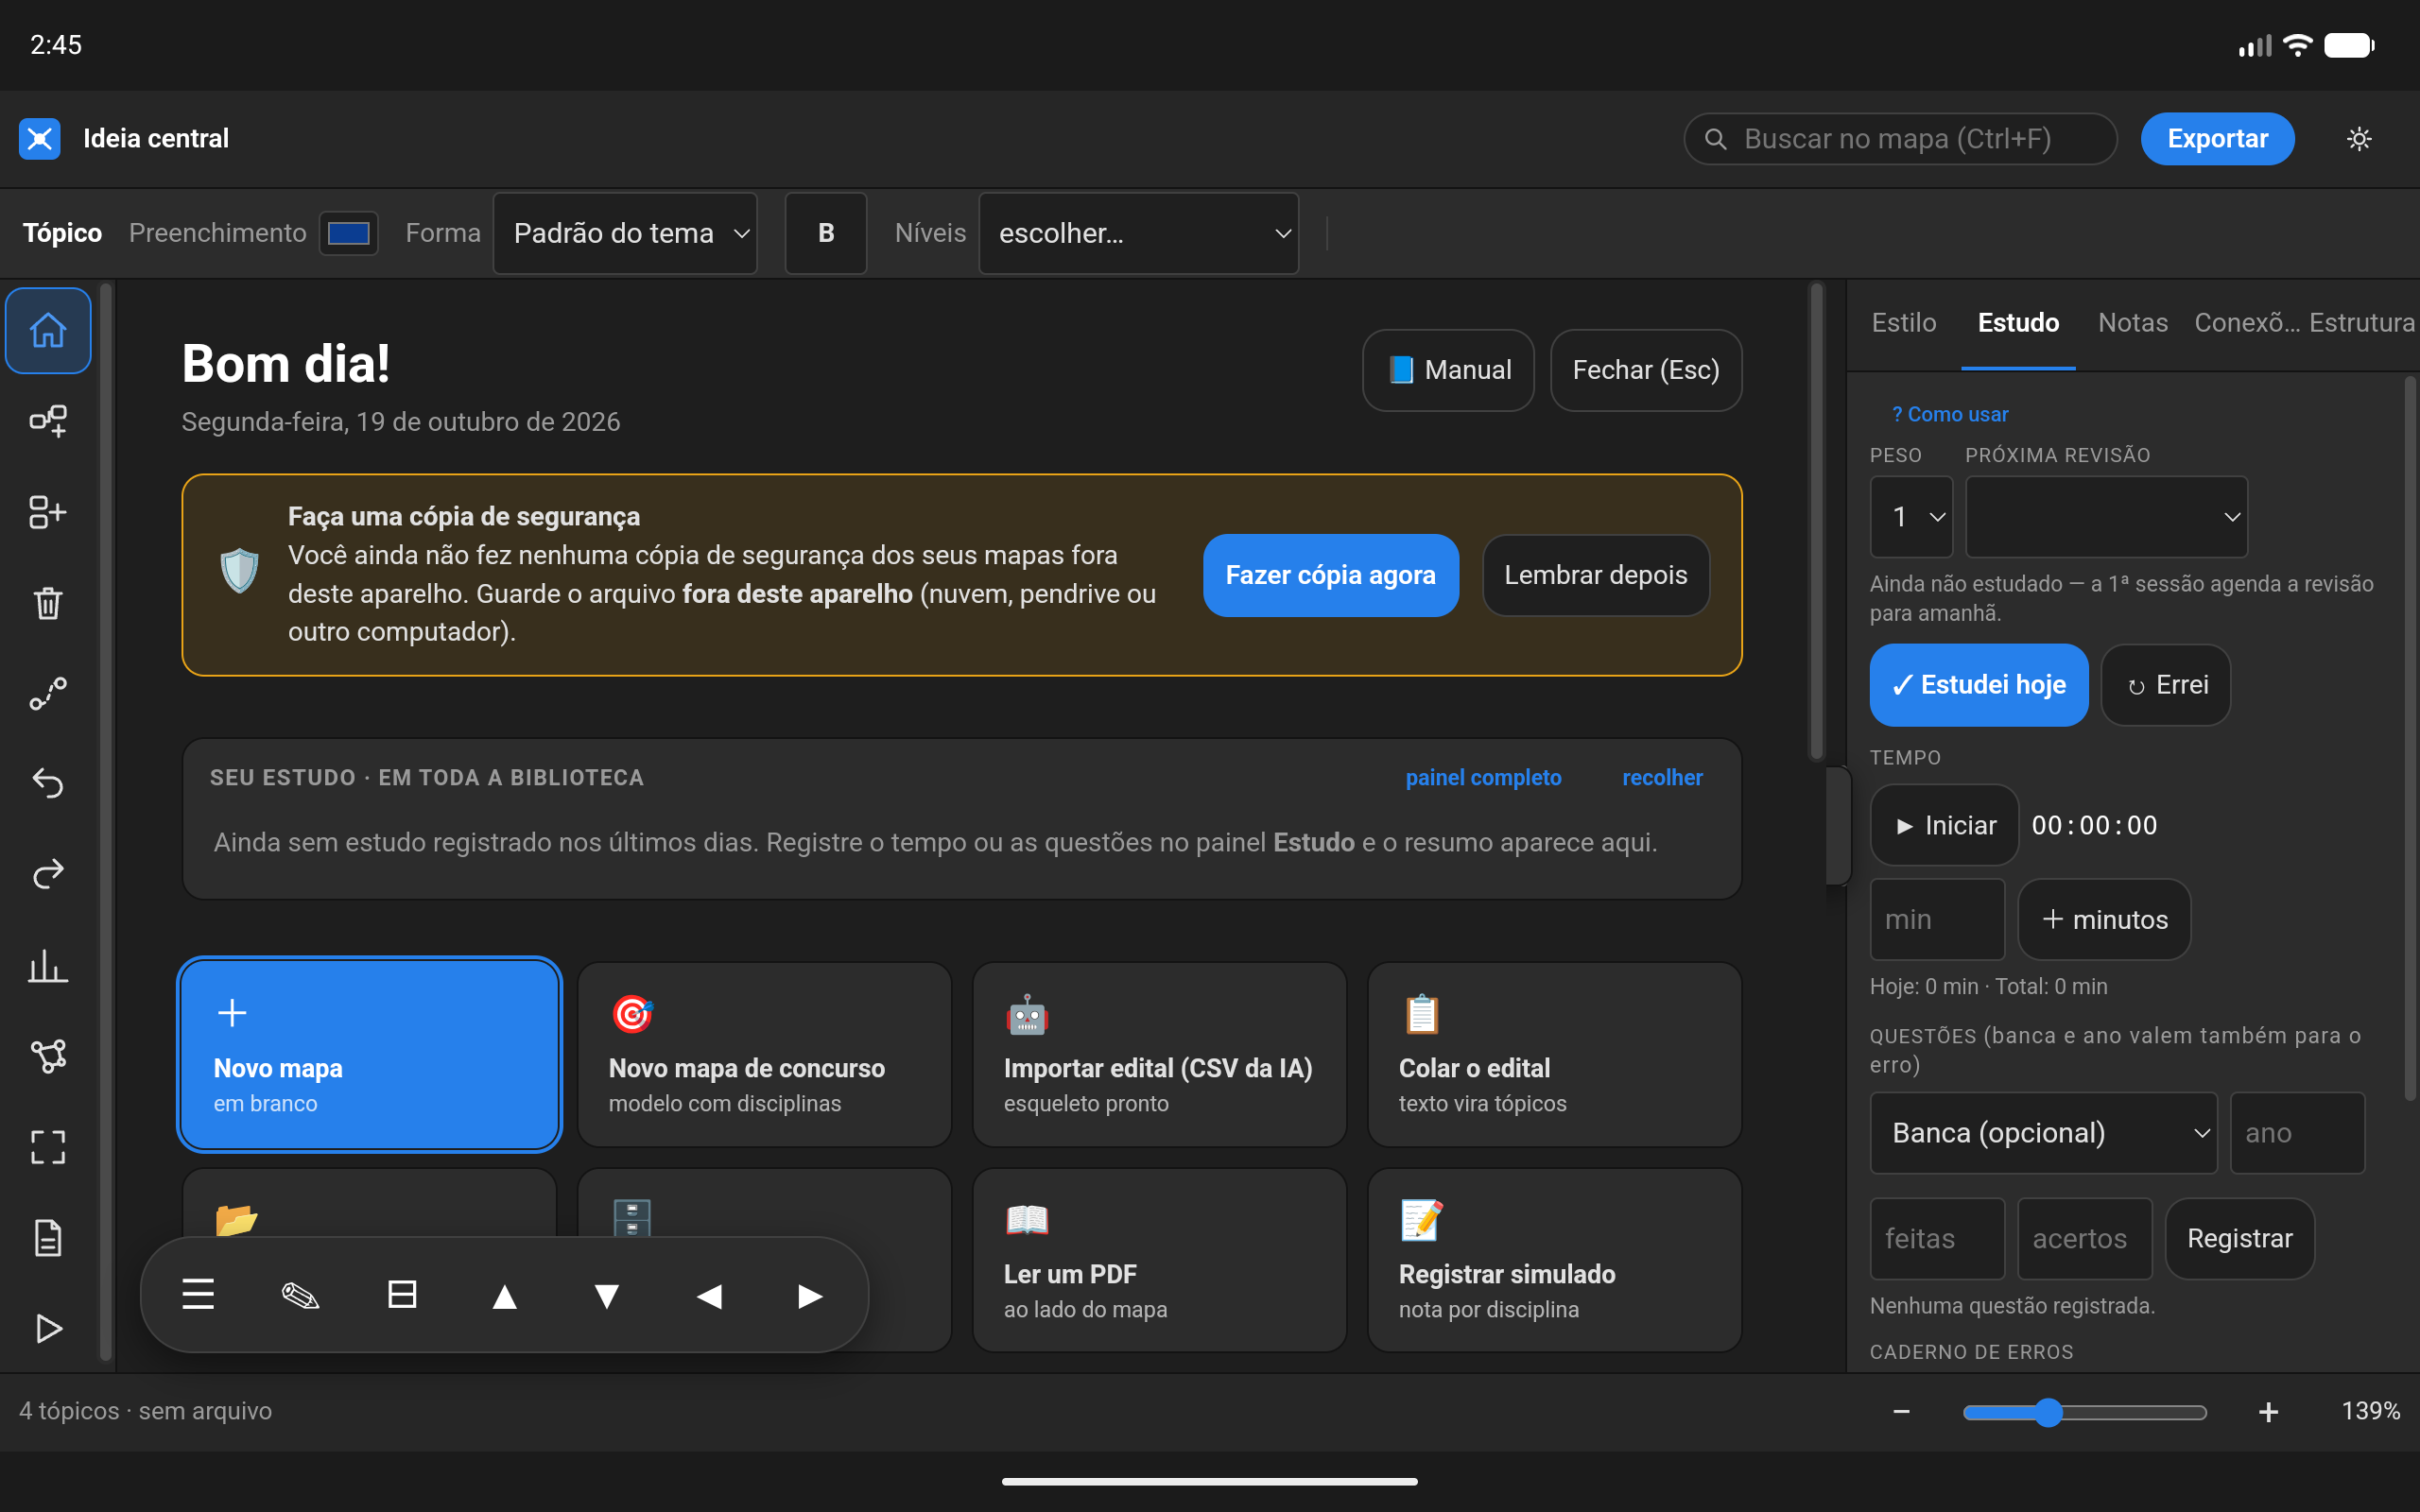 2:45
Ideia central
Buscar no mapa (Ctrl+F)
Exportar
Tópico
Preenchimento
Forma
Padrão do tema
B
Níveis
escolher...
Bom dia!
Segunda-feira, 19 de outubro de 2026
Manual
Fechar (Esc)
Faça uma cópia de segurança
Você ainda não fez nenhuma cópia de segurança dos seus mapas fora
deste aparelho. Guarde o arquivo fora deste aparelho (nuvem, pendrive ou
outro computador).
Fazer cópia agora
Lembrar depois
SEU ESTUDO · EM TODA A BIBLIOTECA
painel completo
recolher
Ainda sem estudo registrado nos últimos dias. Registre o tempo ou as questões no painel Estudo e o resumo aparece aqui.
Novo mapa
em branco
Novo mapa de concurso
modelo com disciplinas
Importar edital (CSV da IA)
esqueleto pronto
Colar o edital
texto vira tópicos
Ler um PDF
ao lado do mapa
Registrar simulado
nota por disciplina
Estilo
Estudo
Notas
Conexõ...
Estrutura
? Como usar
PESO
PRÓXIMA REVISÃO
1
Ainda não estudado — a 1ª sessão agenda a revisão
para amanhã.
✓ Estudei hoje
↻ Errei
TEMPO
► Iniciar
00:00:00
min
+ minutos
Hoje: 0 min · Total: 0 min
QUESTÕES (banca e ano valem também para o
erro)
Banca (opcional)
ano
feitas
acertos
Registrar
Nenhuma questão registrada.
CADERNO DE ERROS
4 tópicos · sem arquivo
139%